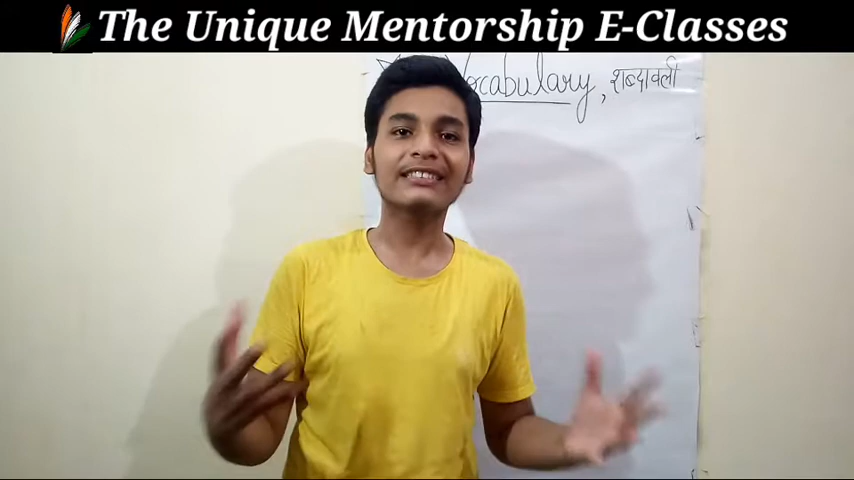 The Unique Mentorship E-Classes
Vocabulary, शब्दावली